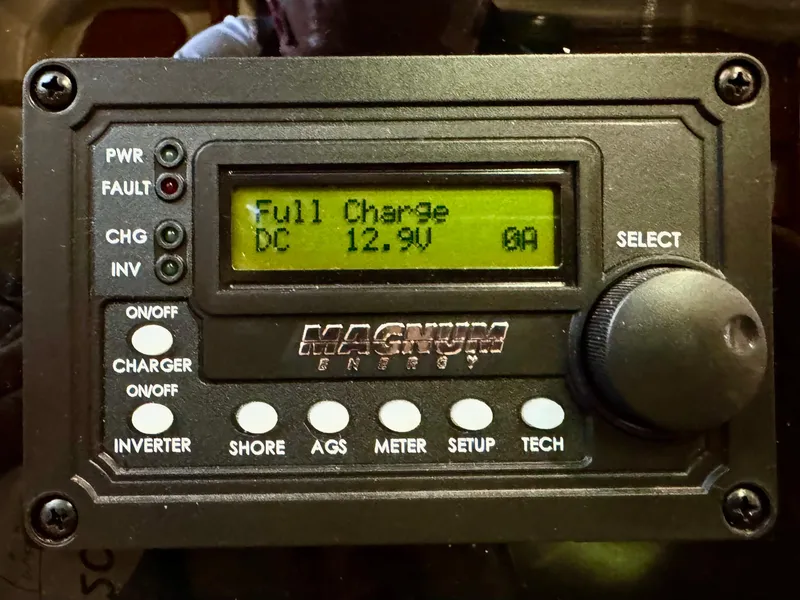 PWR
FAULT
CHG
INV
Full Charge
DC 12.9V 0A
SELECT
ON/OFF
CHARGER
ON/OFF
INVERTER
MAGNUM
ENERGY
SHORE
AGS
METER
SETUP
TECH